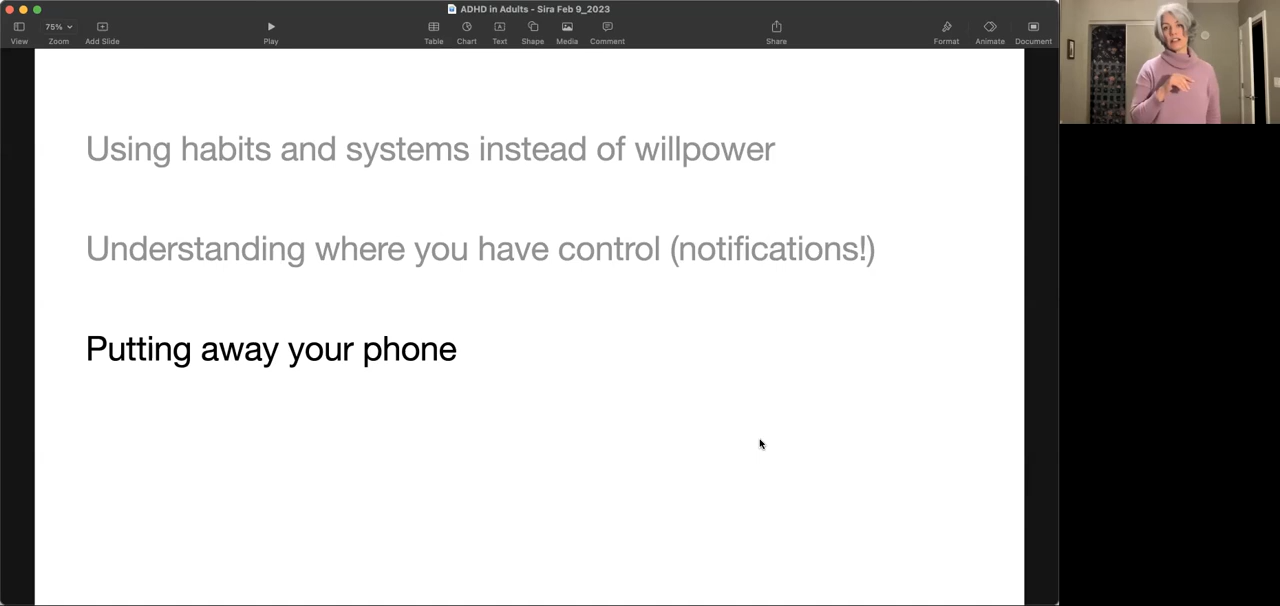 ADHD in Adults - Sira Feb 9_2023
75%
View
Zoom
Add Slide
Play
Table
Chart
Text
Shape
Media
Comment
Share
Format
Animate
Document
Using habits and systems instead of willpower
Understanding where you have control (notifications!)
Putting away your phone